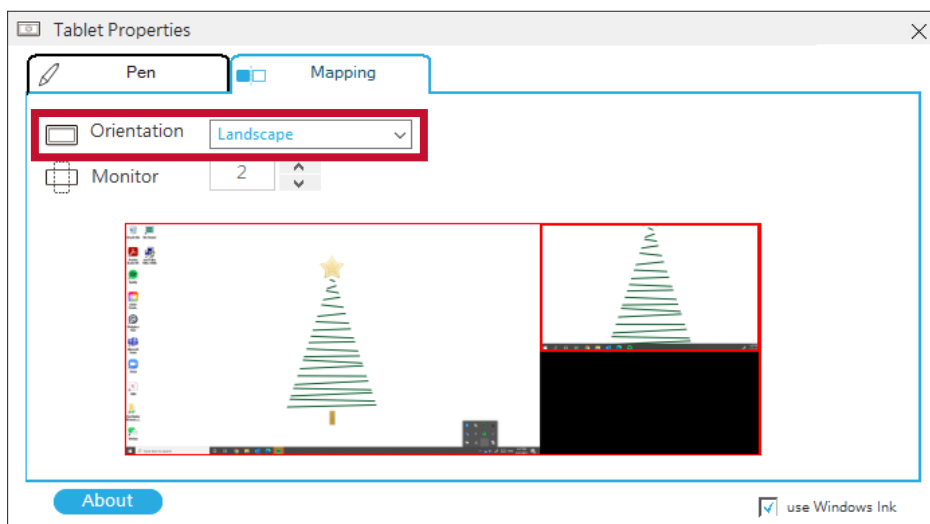 Tablet Properties
Pen
Mapping
Orientation
Landscape
Monitor
2
About
use Windows Ink